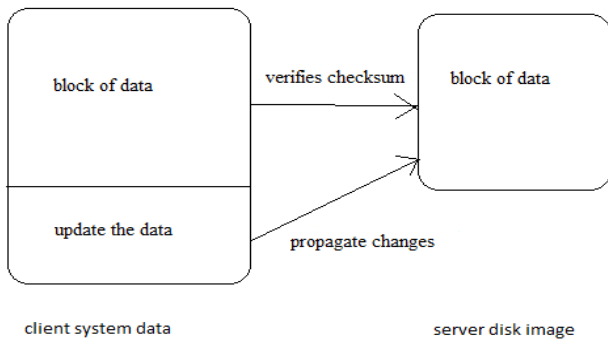 block of data
verifies checksum
block of data
update the data
propagate changes
client system data
server disk image